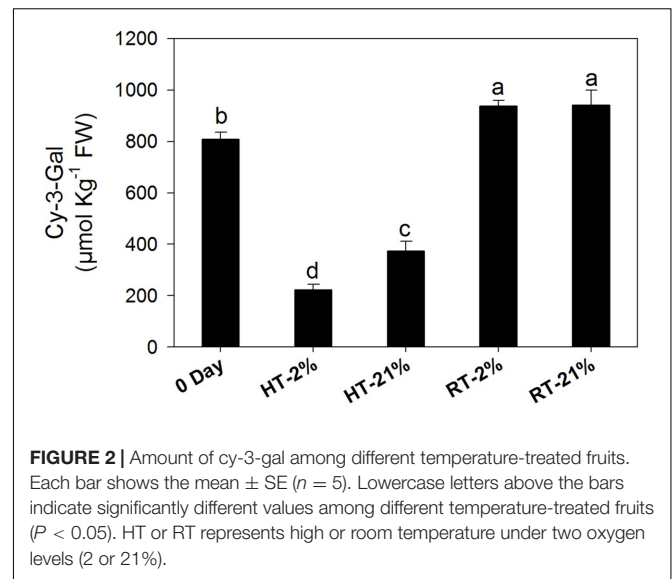 1200
1000
800
600
400
200
0
Cy-3-Gal
(µmol Kg⁻¹ FW)
b
d
c
a
a
0 Day
HT-2%
HT-21%
RT-2%
RT-21%
FIGURE 2 | Amount of cy-3-gal among different temperature-treated fruits.
Each bar shows the mean ± SE (n = 5). Lowercase letters above the bars
indicate significantly different values among different temperature-treated fruits
(P < 0.05). HT or RT represents high or room temperature under two oxygen
levels (2 or 21%).